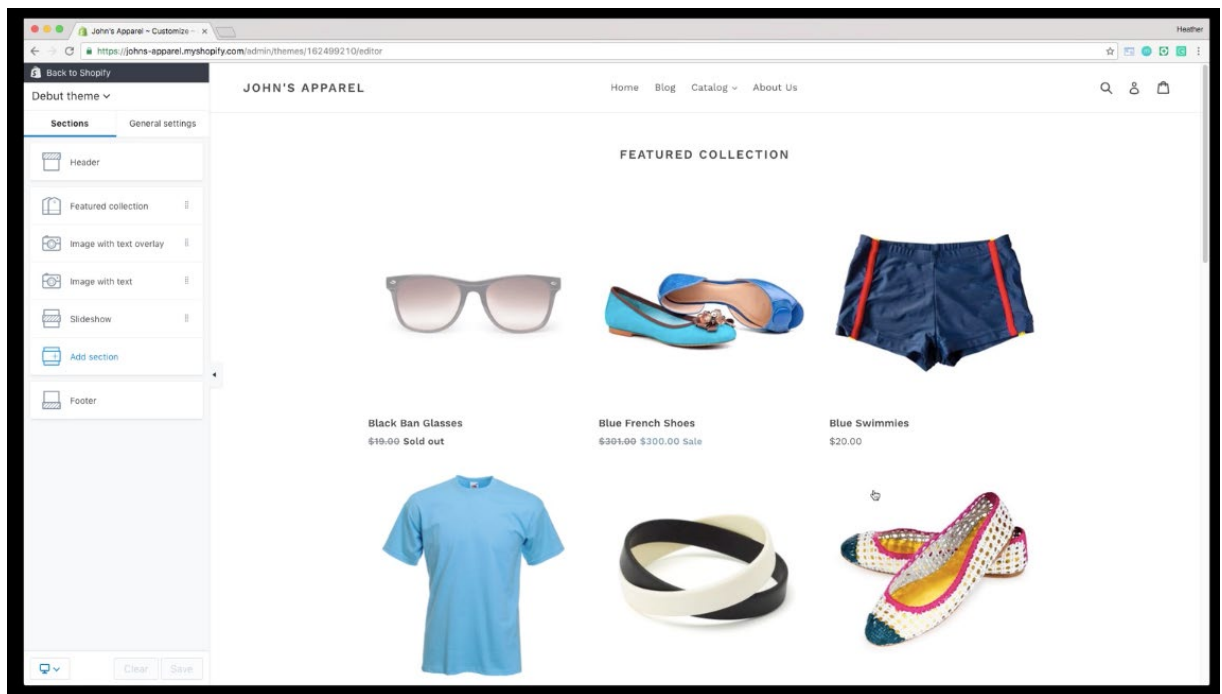 John's Apparel ~ Customize ~
Heather
https://johns-apparel.myshopify.com/admin/themes/162499210/editor
Back to Shopify
Debut theme
Sections General settings
Header
Featured collection
Image with text overlay
Image with text
Slideshow
Add section
Footer
Clear Save
JOHN'S APPAREL Home Blog Catalog About Us
FEATURED COLLECTION
Black Ban Glasses Blue French Shoes Blue Swimmies
$19.00 Sold out $301.00 $300.00 Sale $20.00